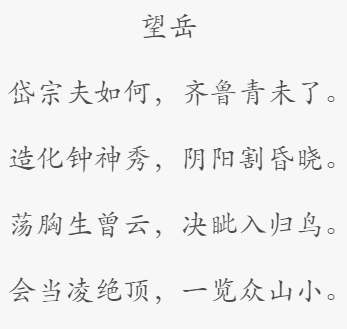 望岳
岱宗夫如何，齐鲁青未了。
造化钟神秀，阴阳割昏晓。
荡胸生曾云，决眦入归鸟。
会当凌绝顶，一览众山小。